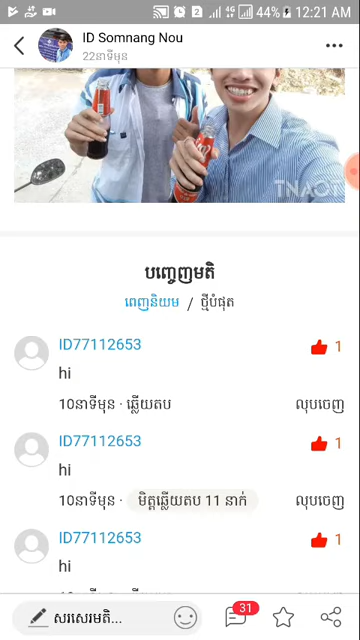 2 4G 44% 12:21 AM
ID Somnang Nou
22នាទីមុន
TNAOT
បញ្ចេញមតិ
ពេញនិយម / ថ្មីបំផុត
ID77112653 1
hi
10នាទីមុន · ឆ្លើយតប លុបចេញ
ID77112653 1
hi
10នាទីមុន · មិត្តឆ្លើយតប 11 នាក់ លុបចេញ
ID77112653 1
hi
សរសេរមតិ... 31